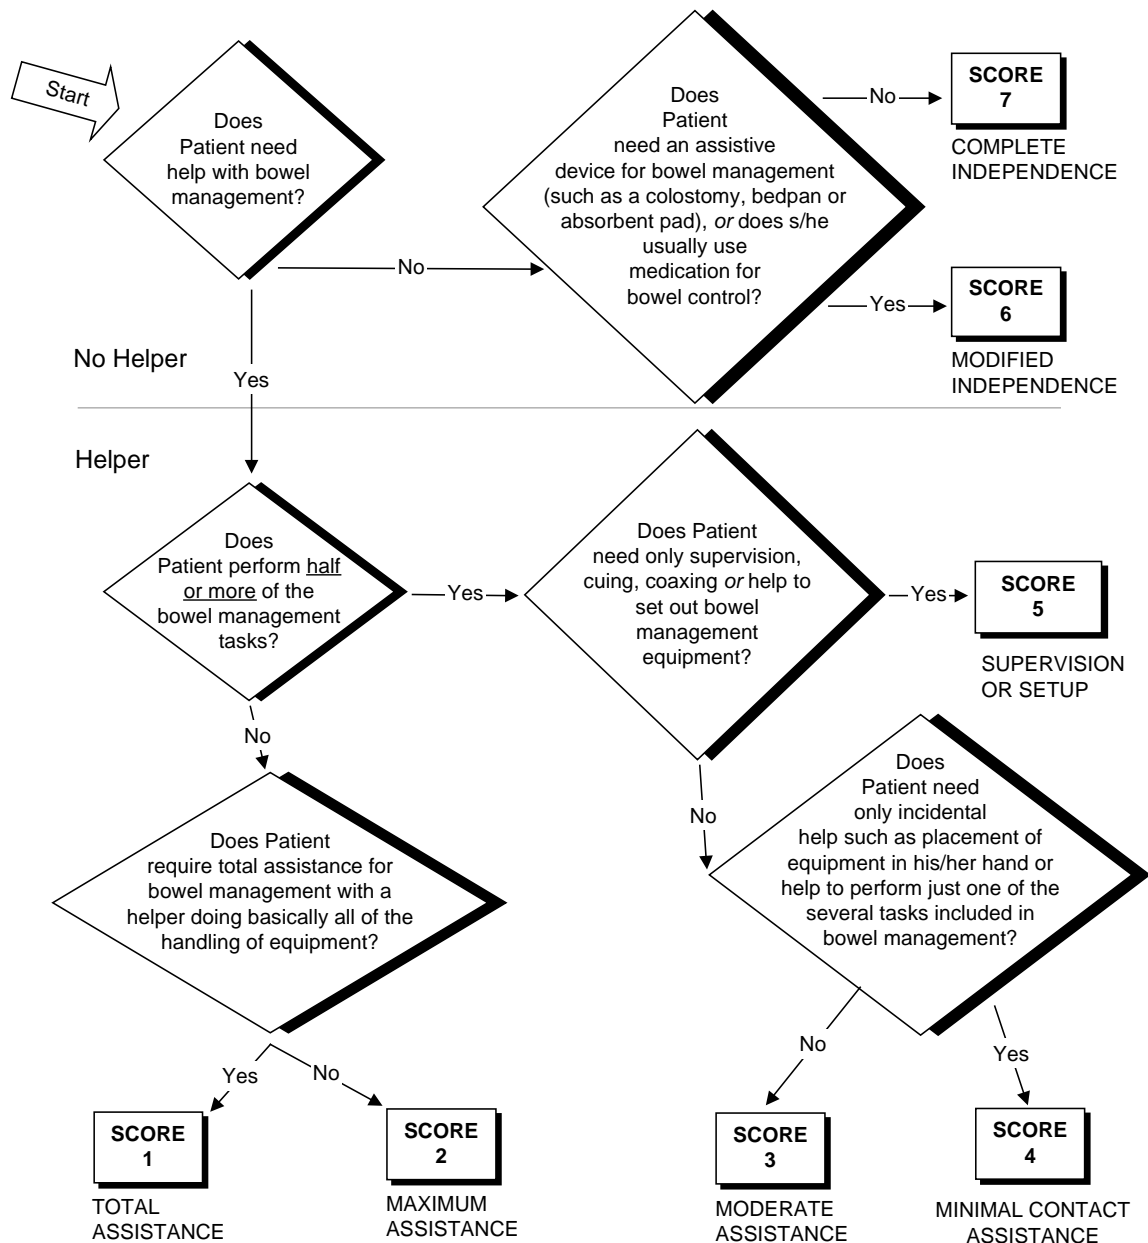 Start
Does
Patient need
help with bowel
management?
No
Yes
Does
Patient
need an assistive
device for bowel management
(such as a colostomy, bedpan or
absorbent pad), or does s/he
usually use
medication for
bowel control?
No
SCORE
7
COMPLETE
INDEPENDENCE
Yes
SCORE
6
MODIFIED
INDEPENDENCE
No Helper
Helper
Does
Patient perform half
or more of the
bowel management
tasks?
Yes
No
Does Patient
need only supervision,
cuing, coaxing or help to
set out bowel
management
equipment?
Yes
SCORE
5
SUPERVISION
OR SETUP
No
Does
Patient need
only incidental
help such as placement of
equipment in his/her hand or
help to perform just one of the
several tasks included in
bowel management?
No
Yes
Does Patient
require total assistance for
bowel management with a
helper doing basically all of the
handling of equipment?
Yes
No
SCORE
1
TOTAL
ASSISTANCE
SCORE
2
MAXIMUM
ASSISTANCE
SCORE
3
MODERATE
ASSISTANCE
SCORE
4
MINIMAL CONTACT
ASSISTANCE